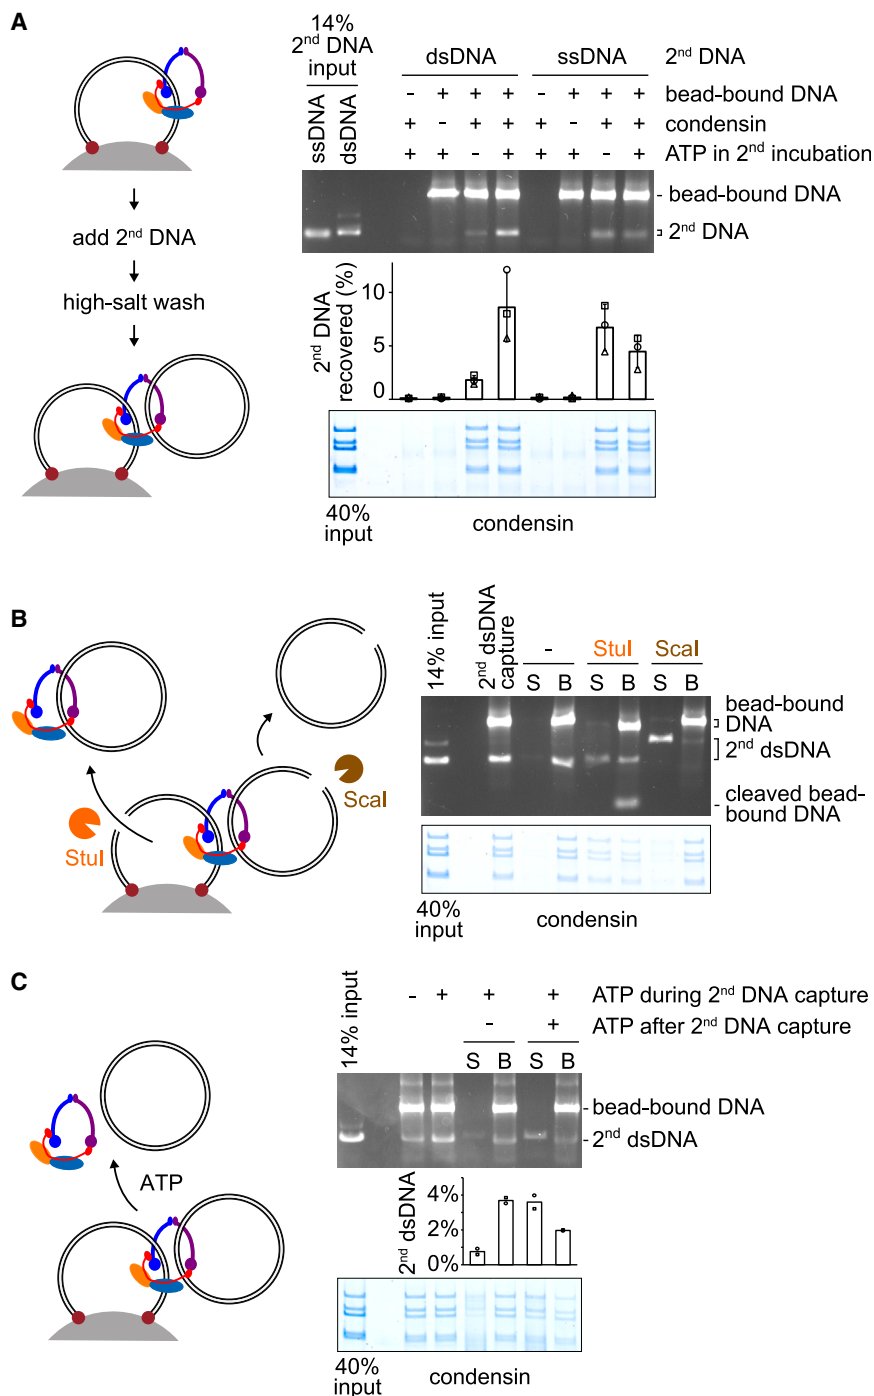 A
add 2nd DNA
high-salt wash
14%
2nd DNA
input
ssDNA
dsDNA
dsDNA ssDNA 2nd DNA
- + + + - + + + bead-bound DNA
+ - + + + - + + condensin
+ + - + + + - + ATP in 2nd incubation
bead-bound DNA
2nd DNA
2nd DNA
recovered (%)
10
5
0
40%
input
condensin
B
StuI
ScaI
14% input
2nd dsDNA
capture
- StuI ScaI
S B S B S B
bead-bound
DNA
2nd dsDNA
cleaved bead-
bound DNA
40%
input
condensin
C
ATP
14% input
- + + + ATP during 2nd DNA capture
- + ATP after 2nd DNA capture
S B S B
bead-bound DNA
2nd dsDNA
2nd dsDNA
4%
2%
0%
40%
input
condensin